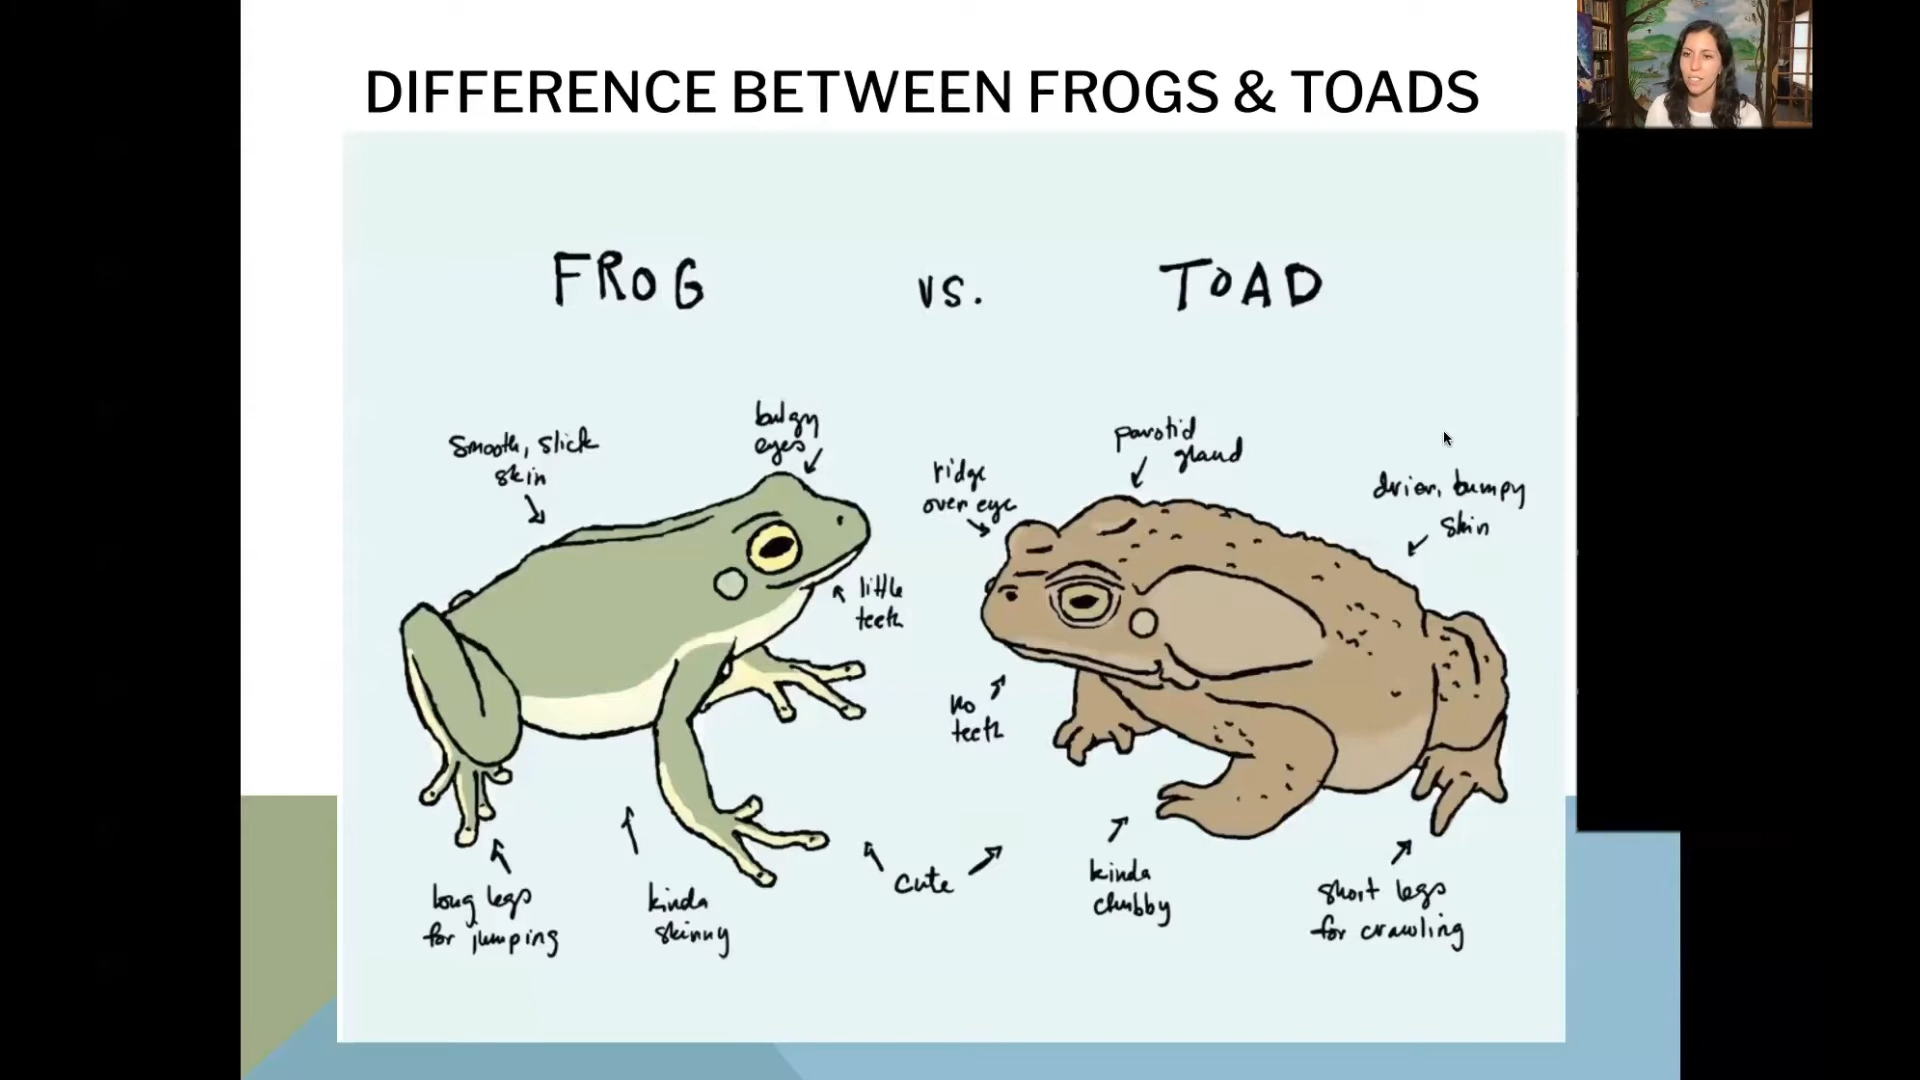 DIFFERENCE BETWEEN FROGS & TOADS
FROG vs. TOAD
smooth, slick
skin
bulgy
eyes
little
teeth
long legs
for jumping
kinda
skinny
cute
ridge
over eye
parotid
gland
drier, bumpy
skin
no
teeth
kinda
chubby
short legs
for crawling